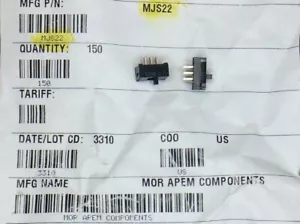 MFG P/N: MJS22
MJS22
QUANTITY: 150
150
TARIFF:
DATE/LOT CD: 3310 COO US
3310 US
MFG NAME MOR APEM COMPONENTS
MOR APEM COMPONENTS